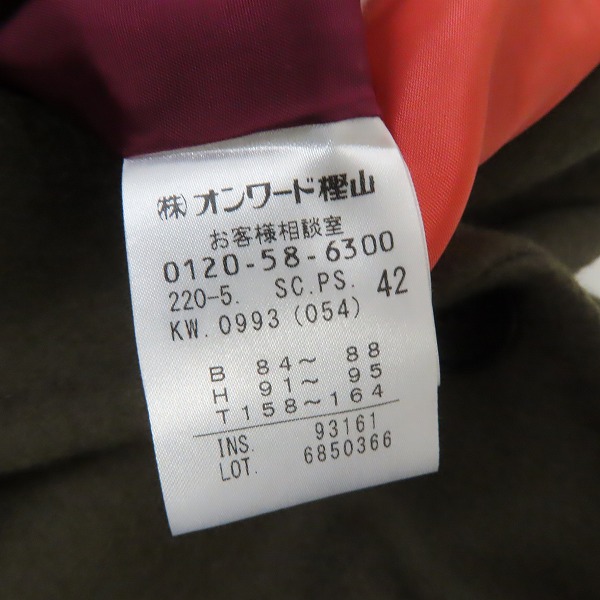 ㈱オンワード樫山
お客様相談室
0120-58-6300
220-5. SC.PS. 42
KW.0993(054)
B 84～88
H 91～95
T158～164
INS. 93161
LOT. 6850366